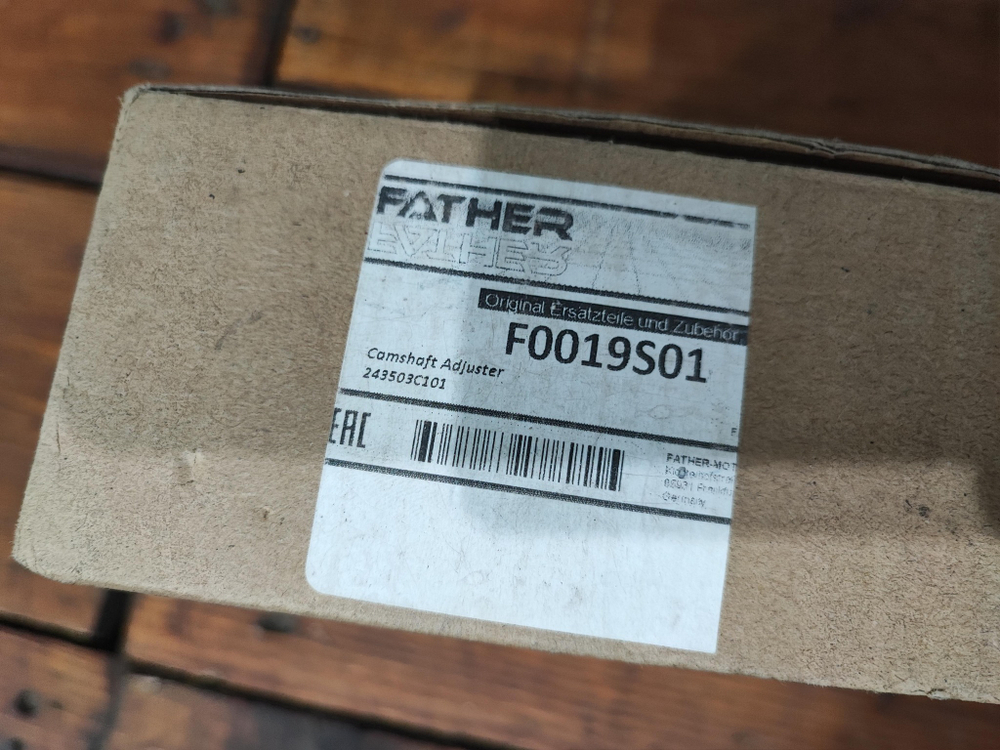 FATHER
Original Ersatzteile und Zubehör
F0019S01
Camshaft Adjuster
243503C101
EAC
FATHER-MOT
Germany